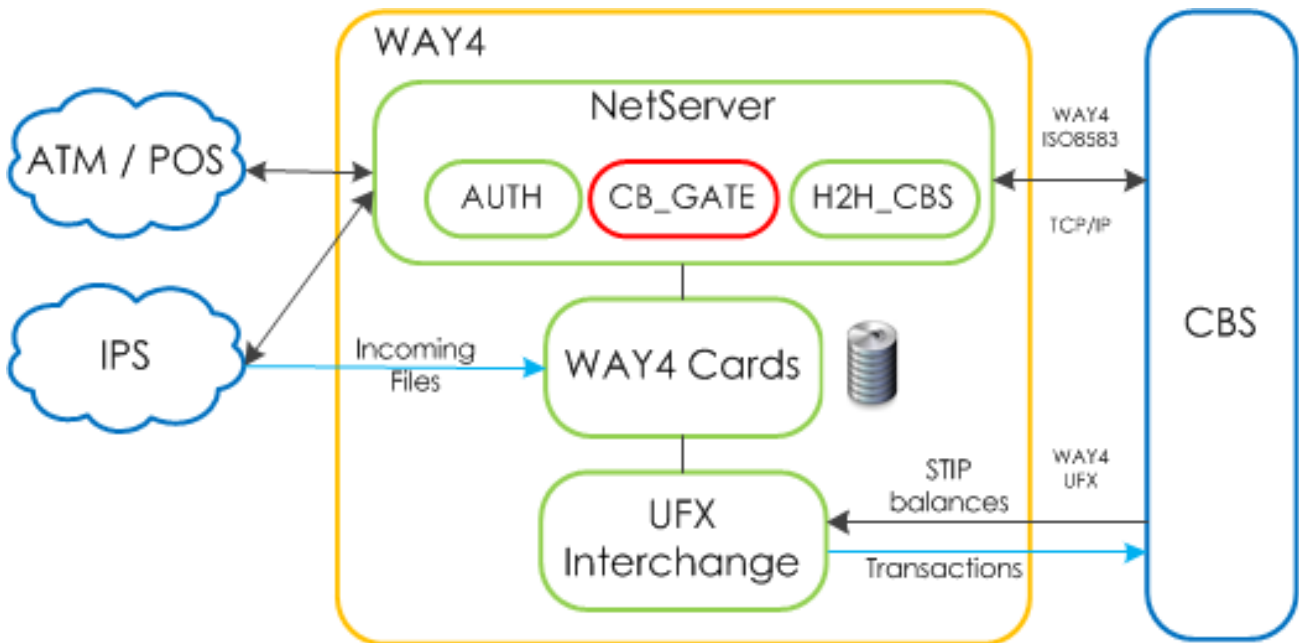 WAY4
NetServer
AUTH
CB_GATE
H2H_CBS
ATM / POS
WAY4
ISO8583
TCP/IP
CBS
IPS
Incoming
Files
WAY4 Cards
STIP
balances
WAY4
UFX
UFX
Interchange
Transactions